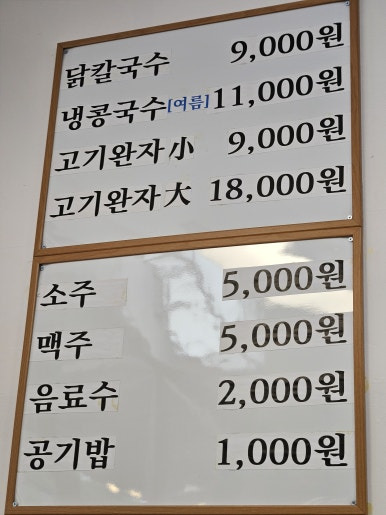 닭칼국수 9,000원
냉콩국수[여름] 11,000원
고기완자 小 9,000원
고기완자 大 18,000원
소주 5,000원
맥주 5,000원
음료수 2,000원
공기밥 1,000원